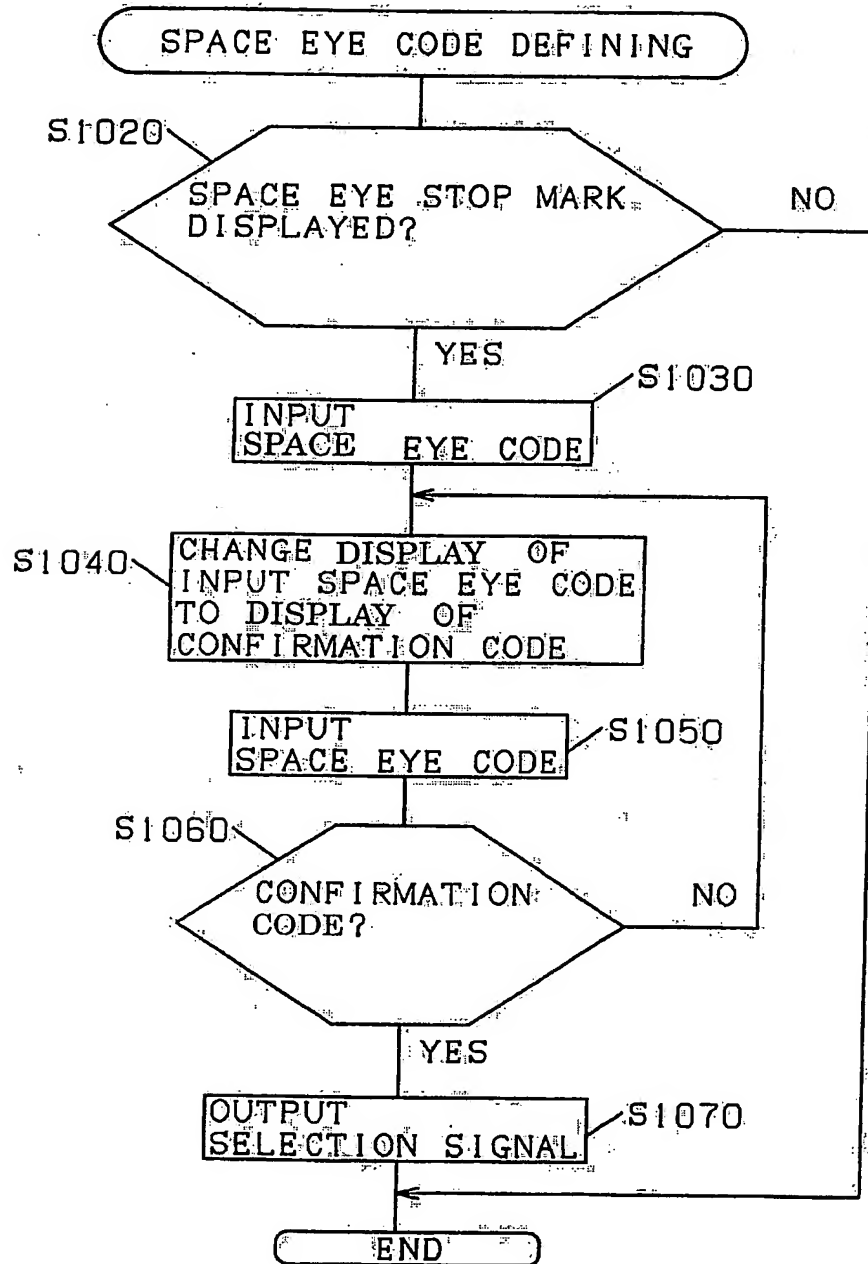 SPACE EYE CODE DEFINING
S1020
SPACE EYE STOP MARK
DISPLAYED?
NO
YES
S1030
INPUT
SPACE EYE CODE
S1040
CHANGE DISPLAY OF
INPUT SPACE EYE CODE
TO DISPLAY OF
CONFIRMATION CODE
INPUT
SPACE EYE CODE
S1050
S1060
CONFIRMATION
CODE?
NO
YES
OUTPUT
SELECTION SIGNAL
S1070
END